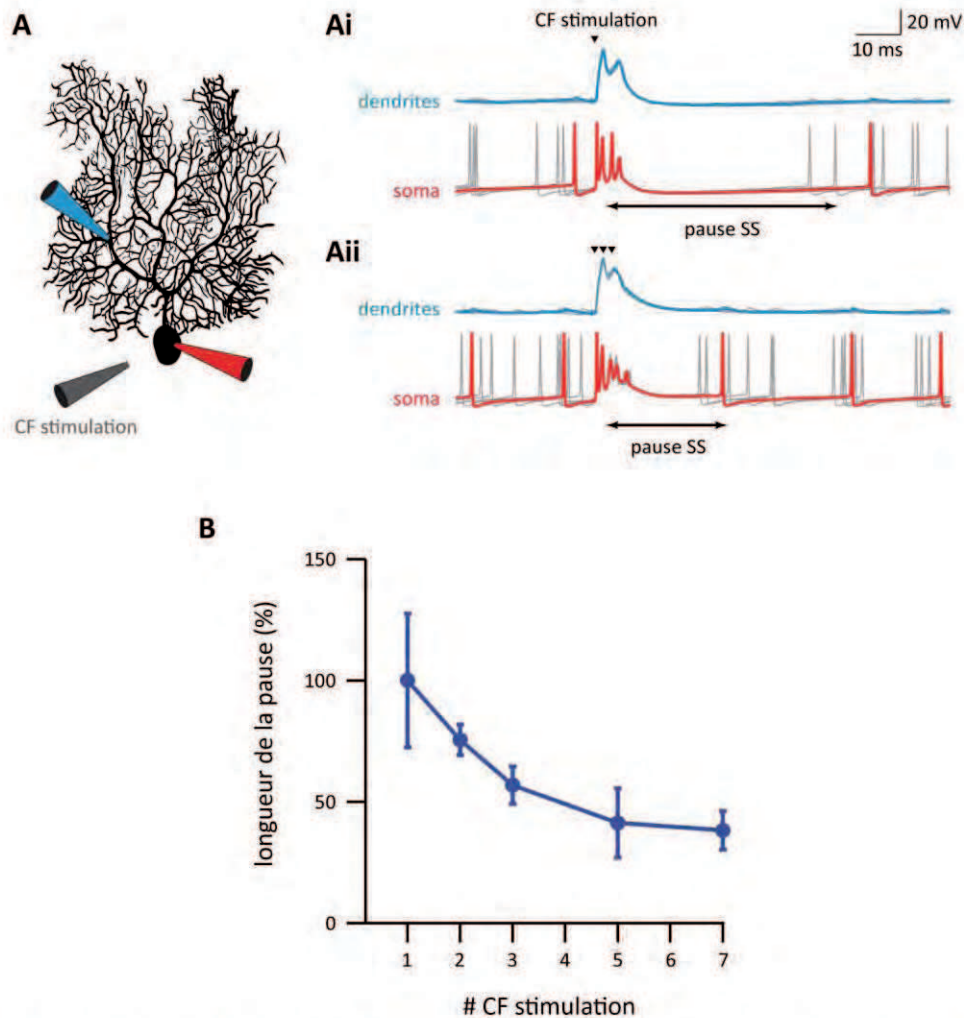 A
CF stimulation
Ai
CF stimulation
20 mV
10 ms
dendrites
soma
pause SS
Aii
dendrites
soma
pause SS
B
longueur de la pause (%)
150
100
50
0
1 2 3 4 5 6 7
# CF stimulation